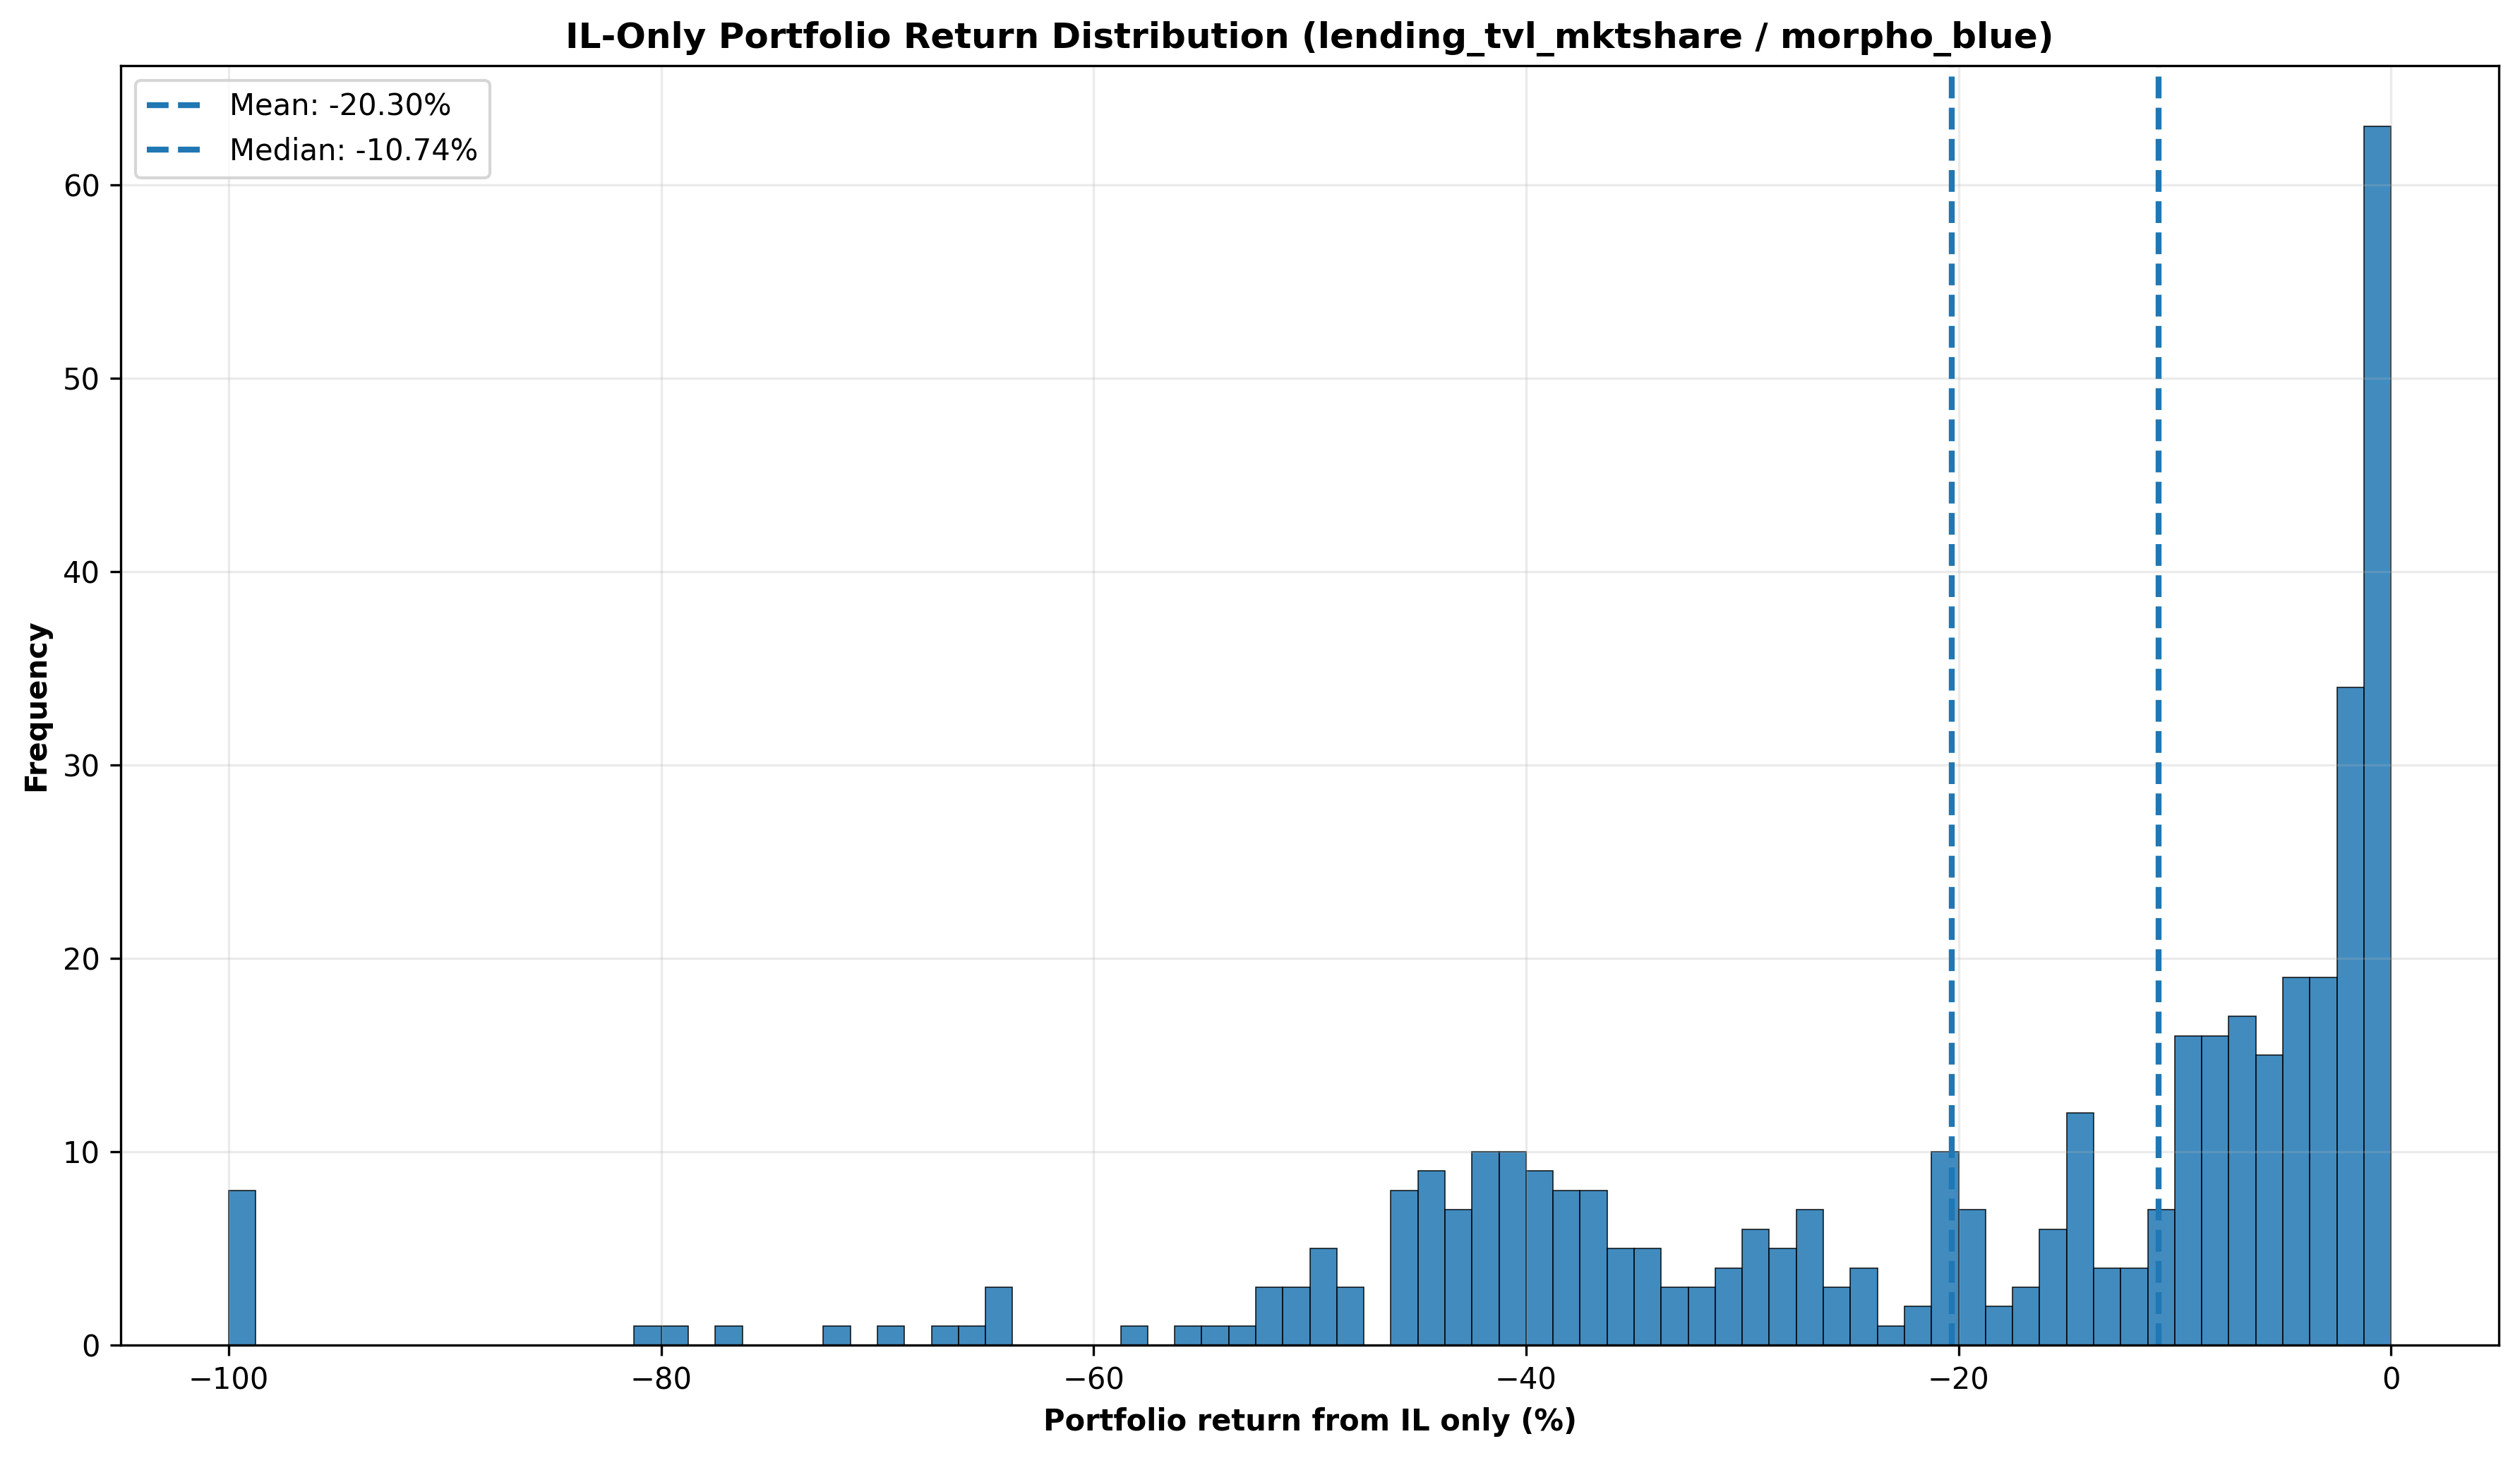 IL-Only Portfolio Return Distribution (lending_tvl_mktshare / morpho_blue)
Mean: -20.30%
Median: -10.74%
60
50
40
30
20
10
0
Frequency
−100
−80
−60
−40
−20
0
Portfolio return from IL only (%)